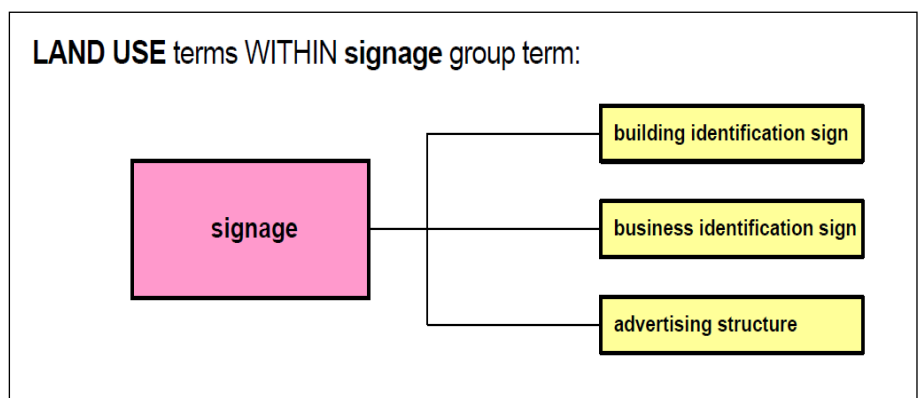 LAND USE terms WITHIN signage group term:
building identification sign
signage
business identification sign
advertising structure